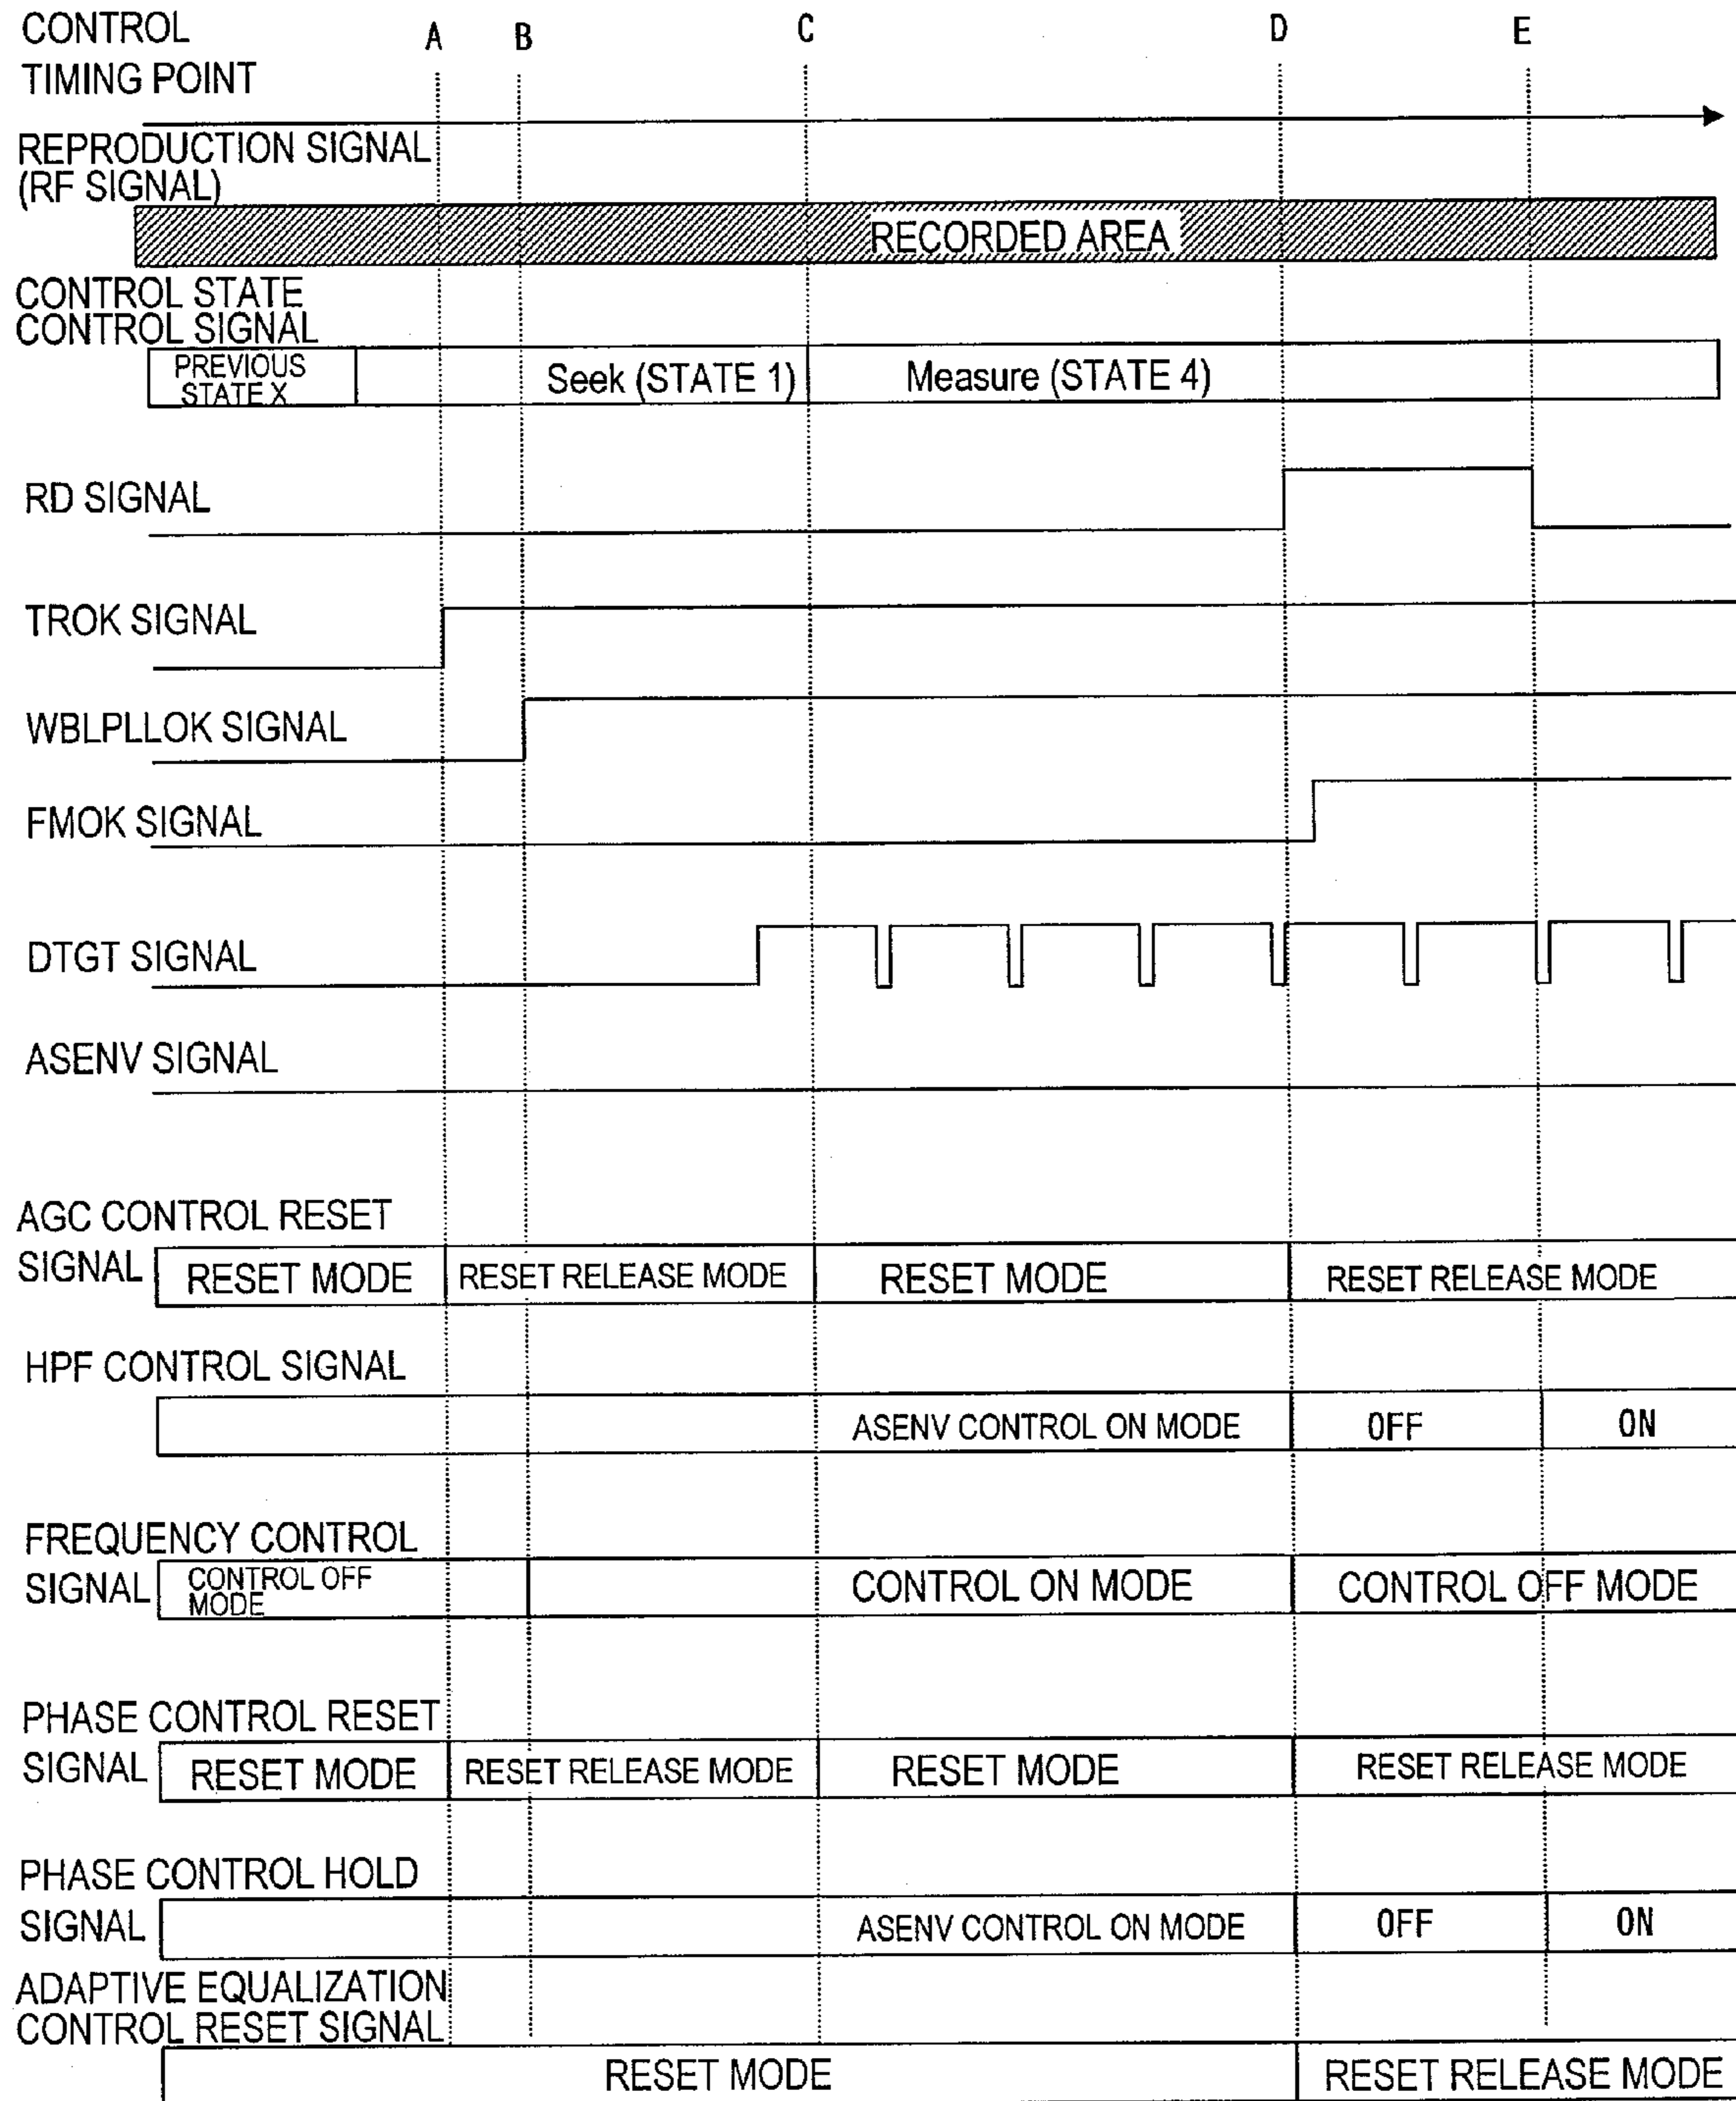 CONTROL
TIMING POINT
A B C D E
REPRODUCTION SIGNAL
(RF SIGNAL)
RECORDED AREA
CONTROL STATE
CONTROL SIGNAL
PREVIOUS
STATE X
Seek (STATE 1)
Measure (STATE 4)
RD SIGNAL
TROK SIGNAL
WBLPLLOK SIGNAL
FMOK SIGNAL
DTGT SIGNAL
ASENV SIGNAL
AGC CONTROL RESET
SIGNAL
RESET MODE
RESET RELEASE MODE
RESET MODE
RESET RELEASE MODE
HPF CONTROL SIGNAL
ASENV CONTROL ON MODE
OFF
ON
FREQUENCY CONTROL
SIGNAL
CONTROL OFF
MODE
CONTROL ON MODE
CONTROL OFF MODE
PHASE CONTROL RESET
SIGNAL
RESET MODE
RESET RELEASE MODE
RESET MODE
RESET RELEASE MODE
PHASE CONTROL HOLD
SIGNAL
ASENV CONTROL ON MODE
OFF
ON
ADAPTIVE EQUALIZATION
CONTROL RESET SIGNAL
RESET MODE
RESET RELEASE MODE